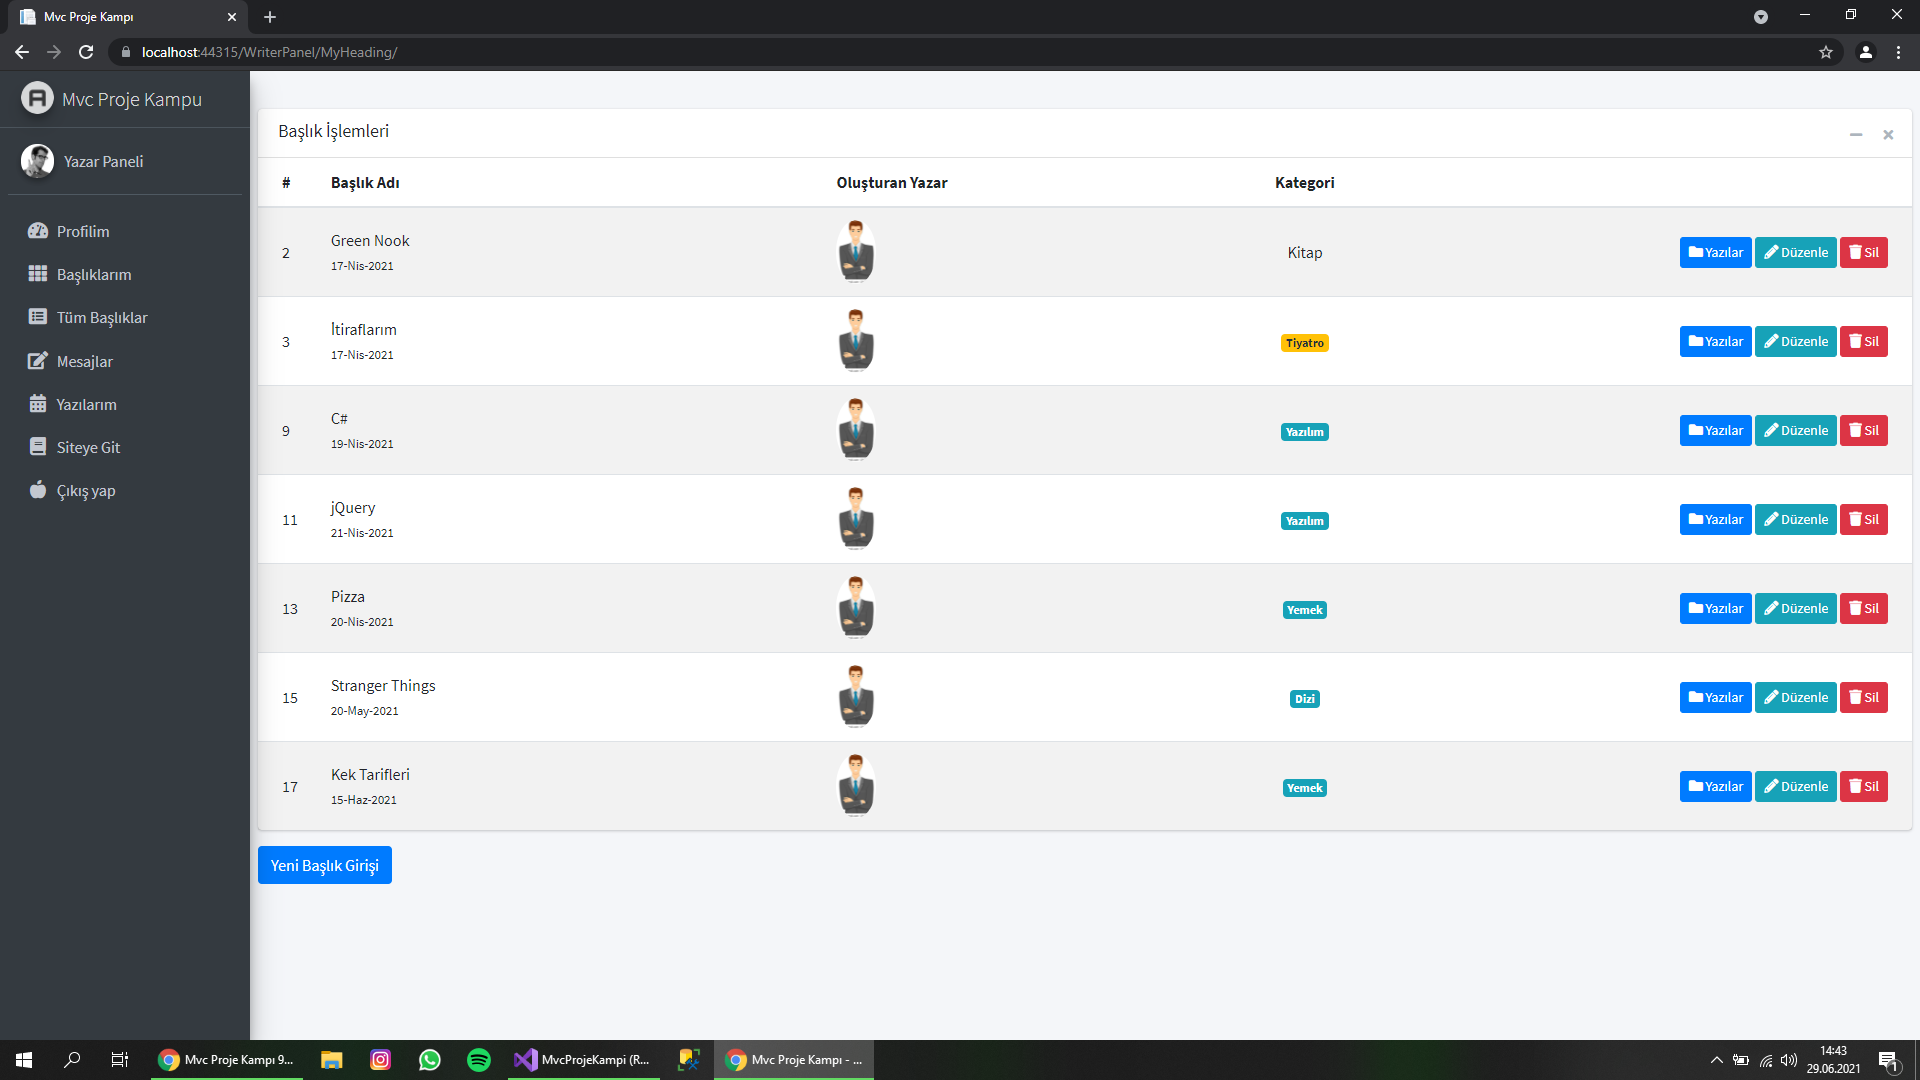 Mvc Proje Kampı
localhost:44315/WriterPanel/MyHeading/
Mvc Proje Kampu
Yazar Paneli
Profilim
Başlıklarım
Tüm Başlıklar
Mesajlar
Yazılarım
Siteye Git
Çıkış yap
Başlık İşlemleri
# Başlık Adı Oluşturan Yazar Kategori
2 Green Nook 17-Nis-2021 Kitap Yazılar Düzenle Sil
3 İtiraflarım 17-Nis-2021 Tiyatro Yazılar Düzenle Sil
9 C# 19-Nis-2021 Yazılım Yazılar Düzenle Sil
11 jQuery 21-Nis-2021 Yazılım Yazılar Düzenle Sil
13 Pizza 20-Nis-2021 Yemek Yazılar Düzenle Sil
15 Stranger Things 20-May-2021 Dizi Yazılar Düzenle Sil
17 Kek Tarifleri 15-Haz-2021 Yemek Yazılar Düzenle Sil
Yeni Başlık Girişi
Mvc Proje Kampı 9... MvcProjeKampi (R... Mvc Proje Kampı - ...
14:43
29.06.2021
1